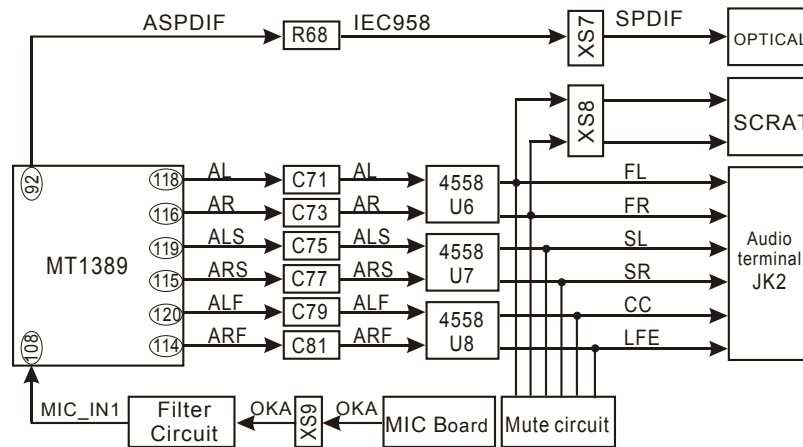 ASPDIF
R68
IEC958
XS7
SPDIF
OPTICAL
XS8
SCRAT
MT1389
92
118
AL
C71
AL
116
AR
C73
AR
4558
U6
FL
FR
119
ALS
C75
ALS
115
ARS
C77
ARS
4558
U7
SL
SR
120
ALF
C79
ALF
114
ARF
C81
ARF
4558
U8
CC
LFE
Audio
terminal
JK2
108
MIC_IN1
Filter
Circuit
OKA
XS9
OKA
MIC Board
Mute circuit